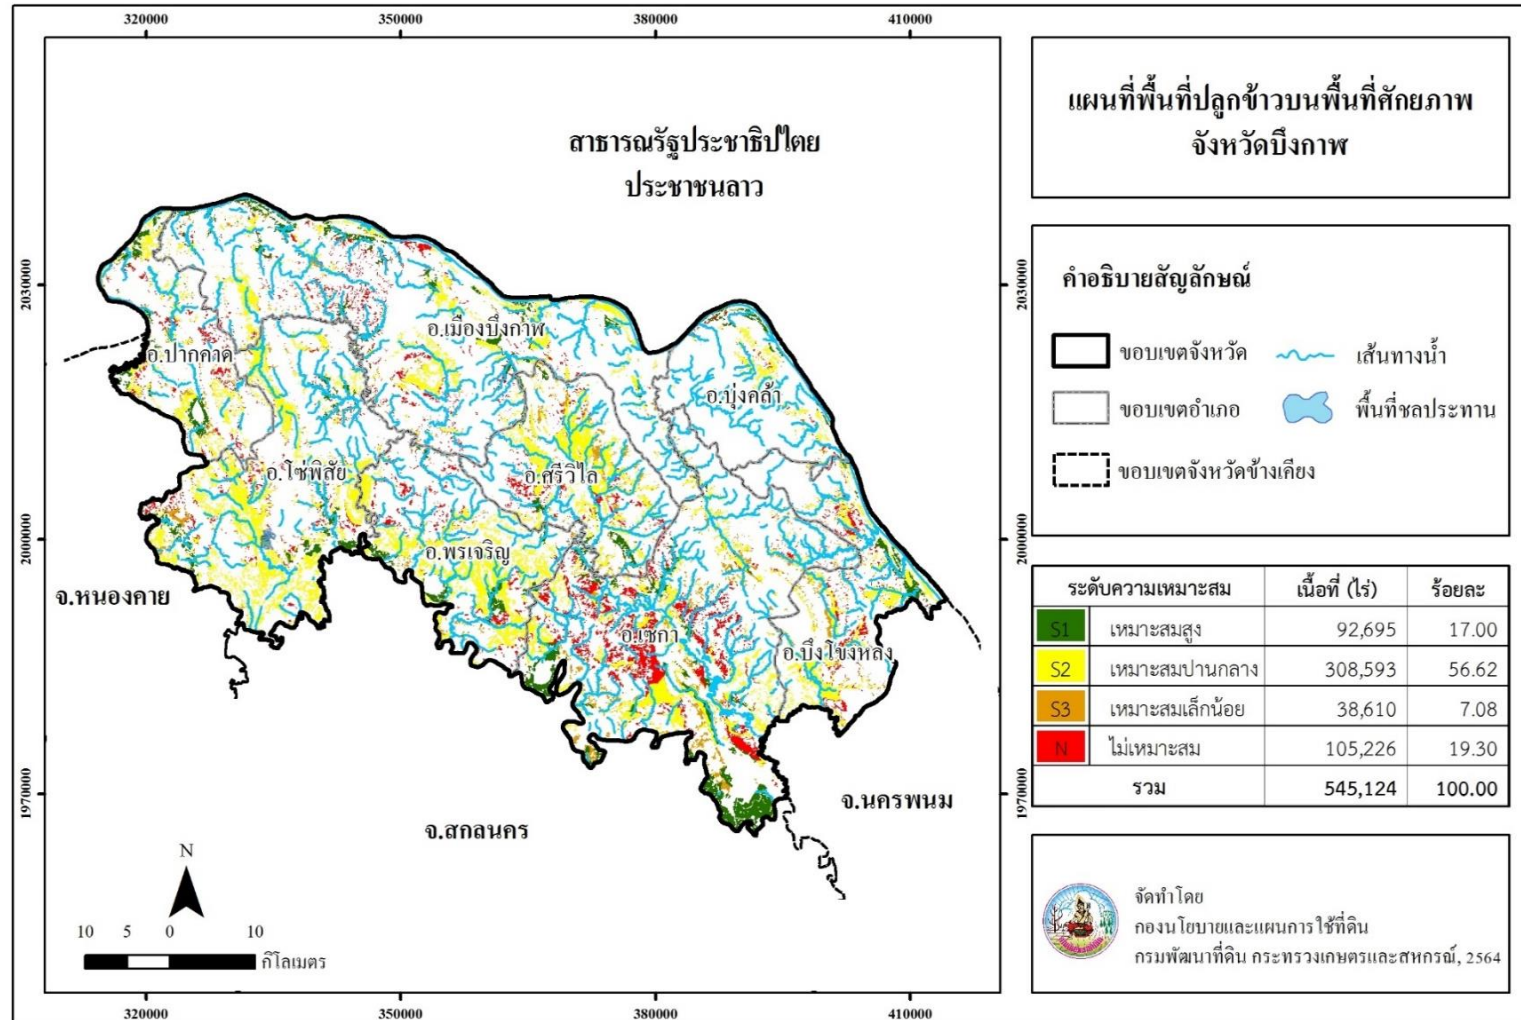 320000 350000 380000 410000
แผนที่พื้นที่ปลูกข้าวบนพื้นที่ศักยภาพ
จังหวัดบึงกาฬ
สาธารณรัฐประชาธิปไตย
ประชาชนลาว
2030000 2030000
คำอธิบายสัญลักษณ์
ขอบเขตจังหวัด เส้นทางน้ำ
ขอบเขตอำเภอ พื้นที่ชลประทาน
ขอบเขตจังหวัดข้างเคียง
อ.เมืองบึงกาฬ
อ.ปากคาด
อ.บุ่งคล้า
อ.โซ่พิสัย
อ.ศรีวิไล
2000000 2000000
อ.พรเจริญ
จ.หนองคาย
อ.เซกา
อ.บึงโขงหลง
ระดับความเหมาะสม เนื้อที่ (ไร่) ร้อยละ
S1 เหมาะสมสูง 92,695 17.00
S2 เหมาะสมปานกลาง 308,593 56.62
S3 เหมาะสมเล็กน้อย 38,610 7.08
N ไม่เหมาะสม 105,226 19.30
รวม 545,124 100.00
1970000 1970000
จ.นครพนม
จ.สกลนคร
N
10 5 0 10
กิโลเมตร
จัดทำโดย
กองนโยบายและแผนการใช้ที่ดิน
กรมพัฒนาที่ดิน กระทรวงเกษตรและสหกรณ์, 2564
320000 350000 380000 410000